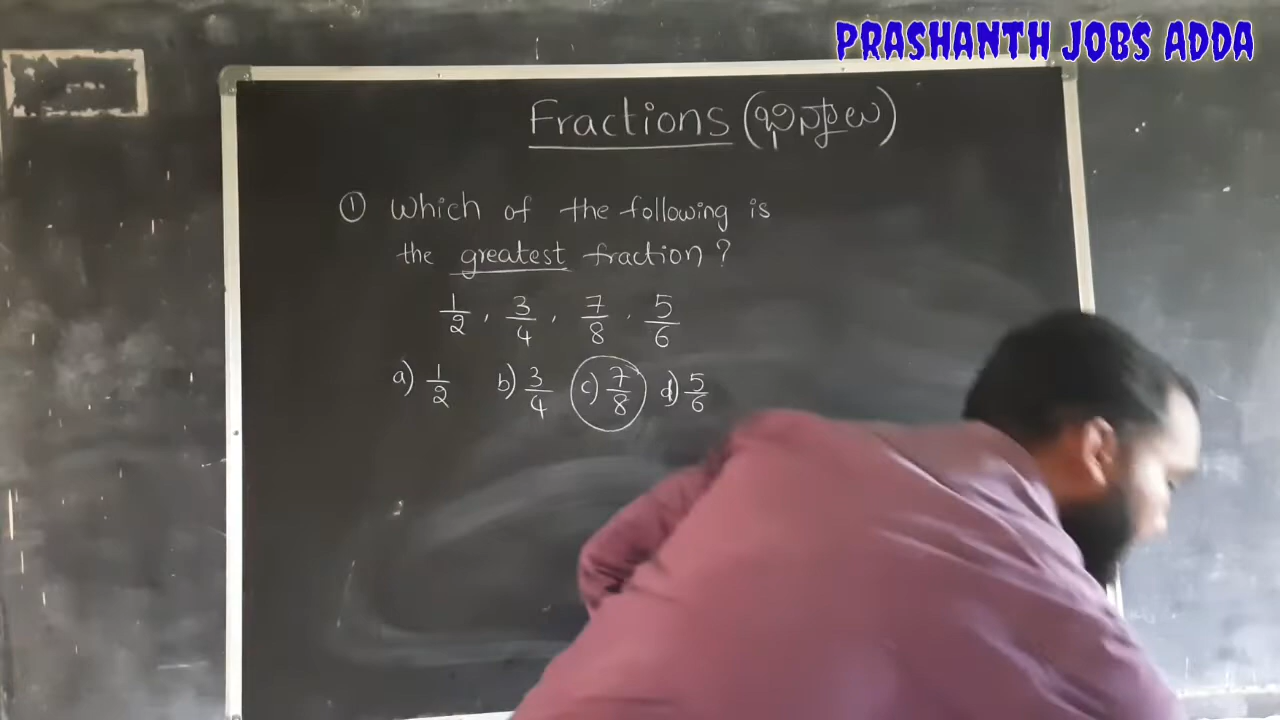 PRASHANTH JOBS ADDA
Fractions (భిన్నాలు)
① Which of the following is
the greatest fraction?
1/2, 3/4, 7/8, 5/6
a) 1/2 b) 3/4 c) 7/8 d) 5/6